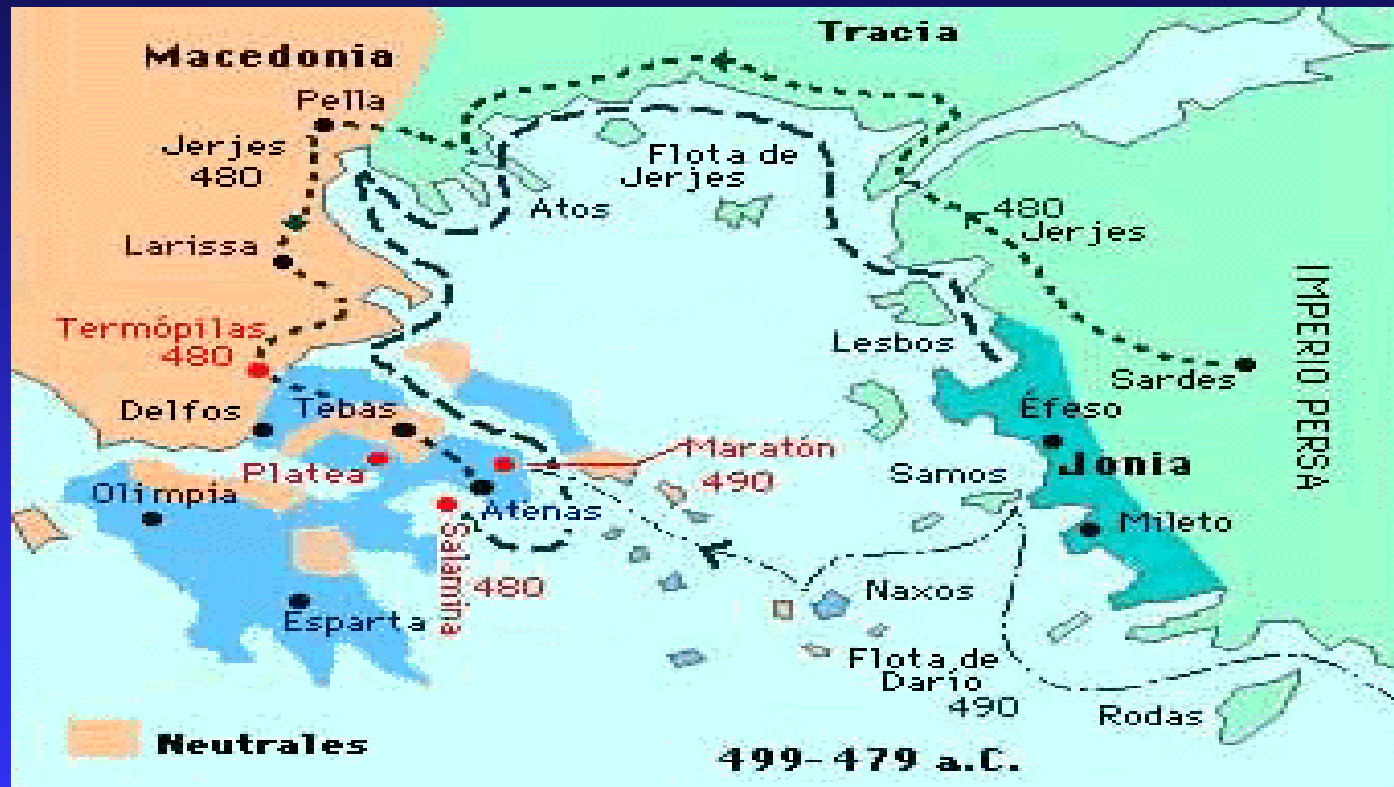 Tracia
Macedonia
Pella
Jerjes
480
Flota de
Jerjes
Atos
480
Jerjes
Larissa
IMPERIO PERSA
Termópilas
480
Lesbos
Sardes
Delfos
Tebas
Éfeso
Maratón
490
Platea
Jonia
Samos
Olimpia
Atenas
Mileto
Salamina
480
Naxos
Esparta
Flota de
Darío
490
Rodas
Neutrales
499-479 a.C.